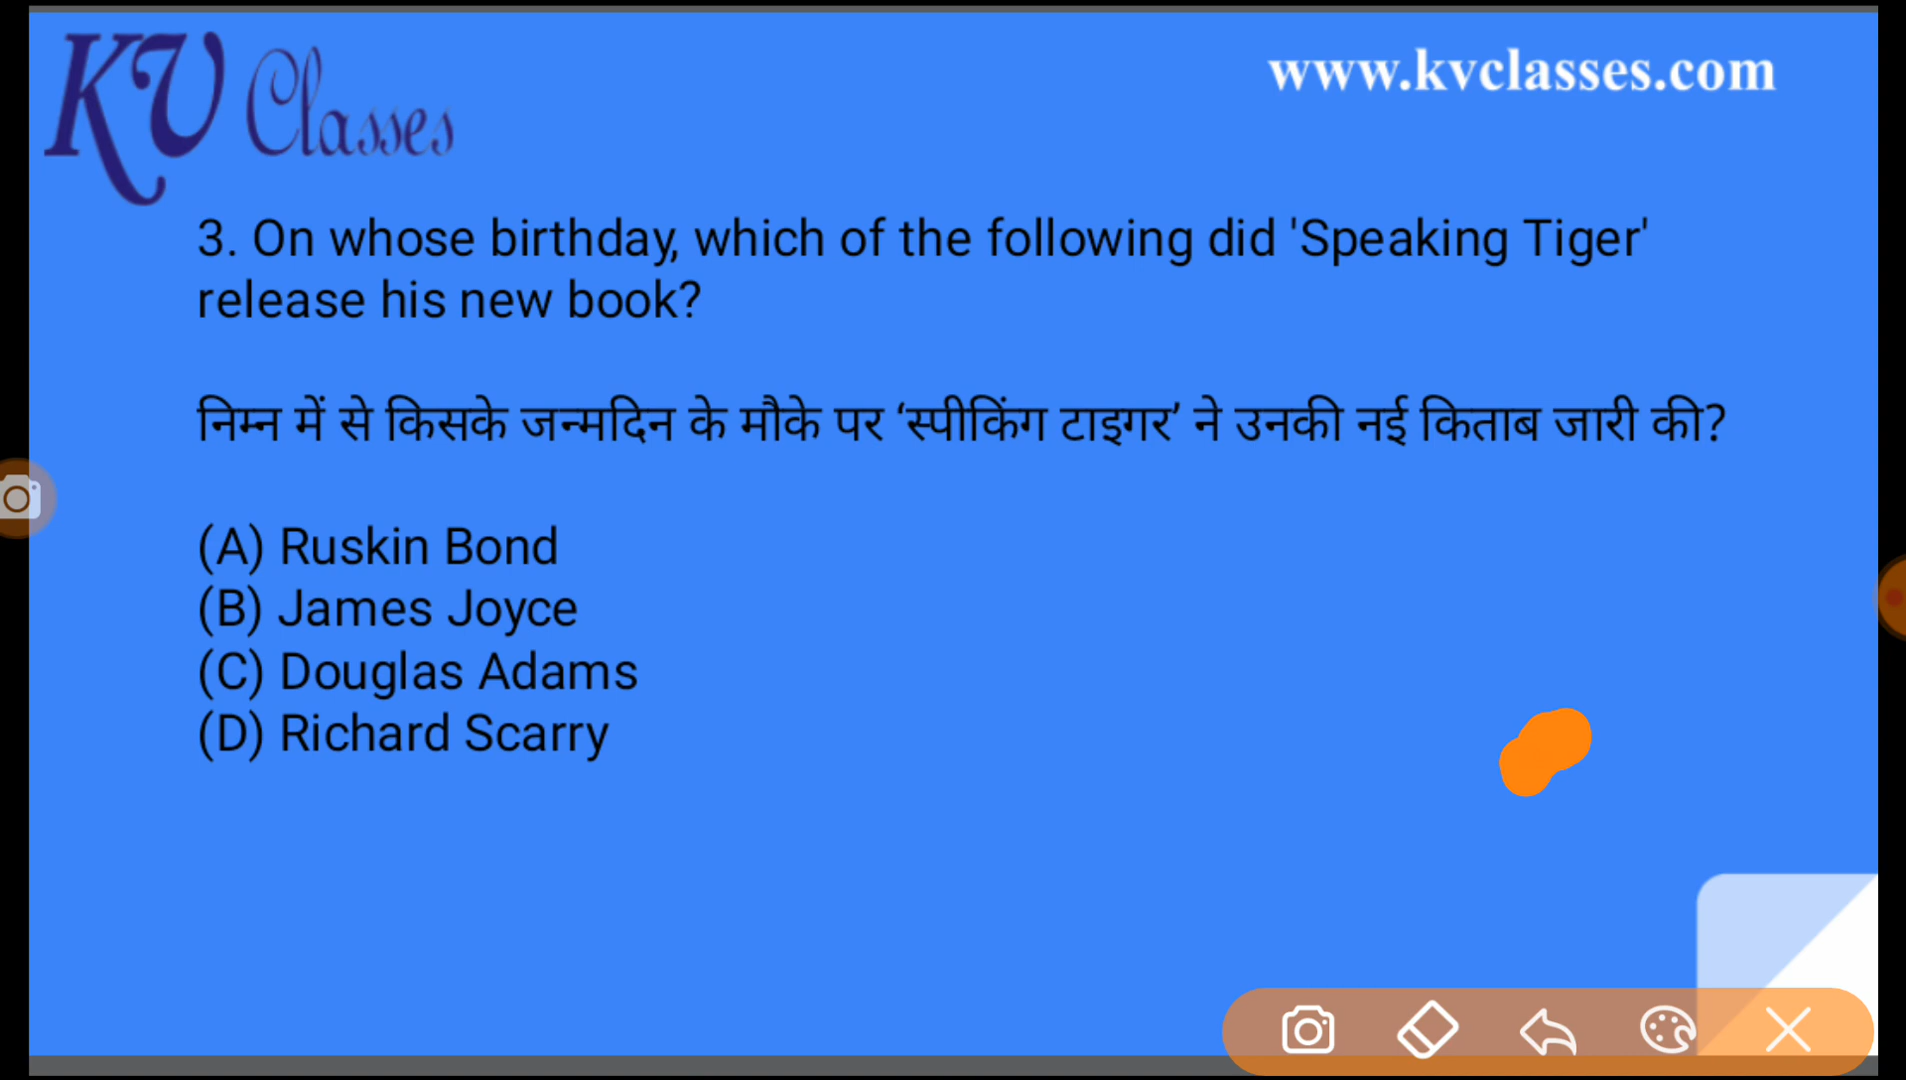 KV Classes
www.kvclasses.com
3. On whose birthday, which of the following did 'Speaking Tiger'
release his new book?
निम्न में से किसके जन्मदिन के मौके पर ‘स्पीकिंग टाइगर’ ने उनकी नई किताब जारी की?
(A) Ruskin Bond
(B) James Joyce
(C) Douglas Adams
(D) Richard Scarry